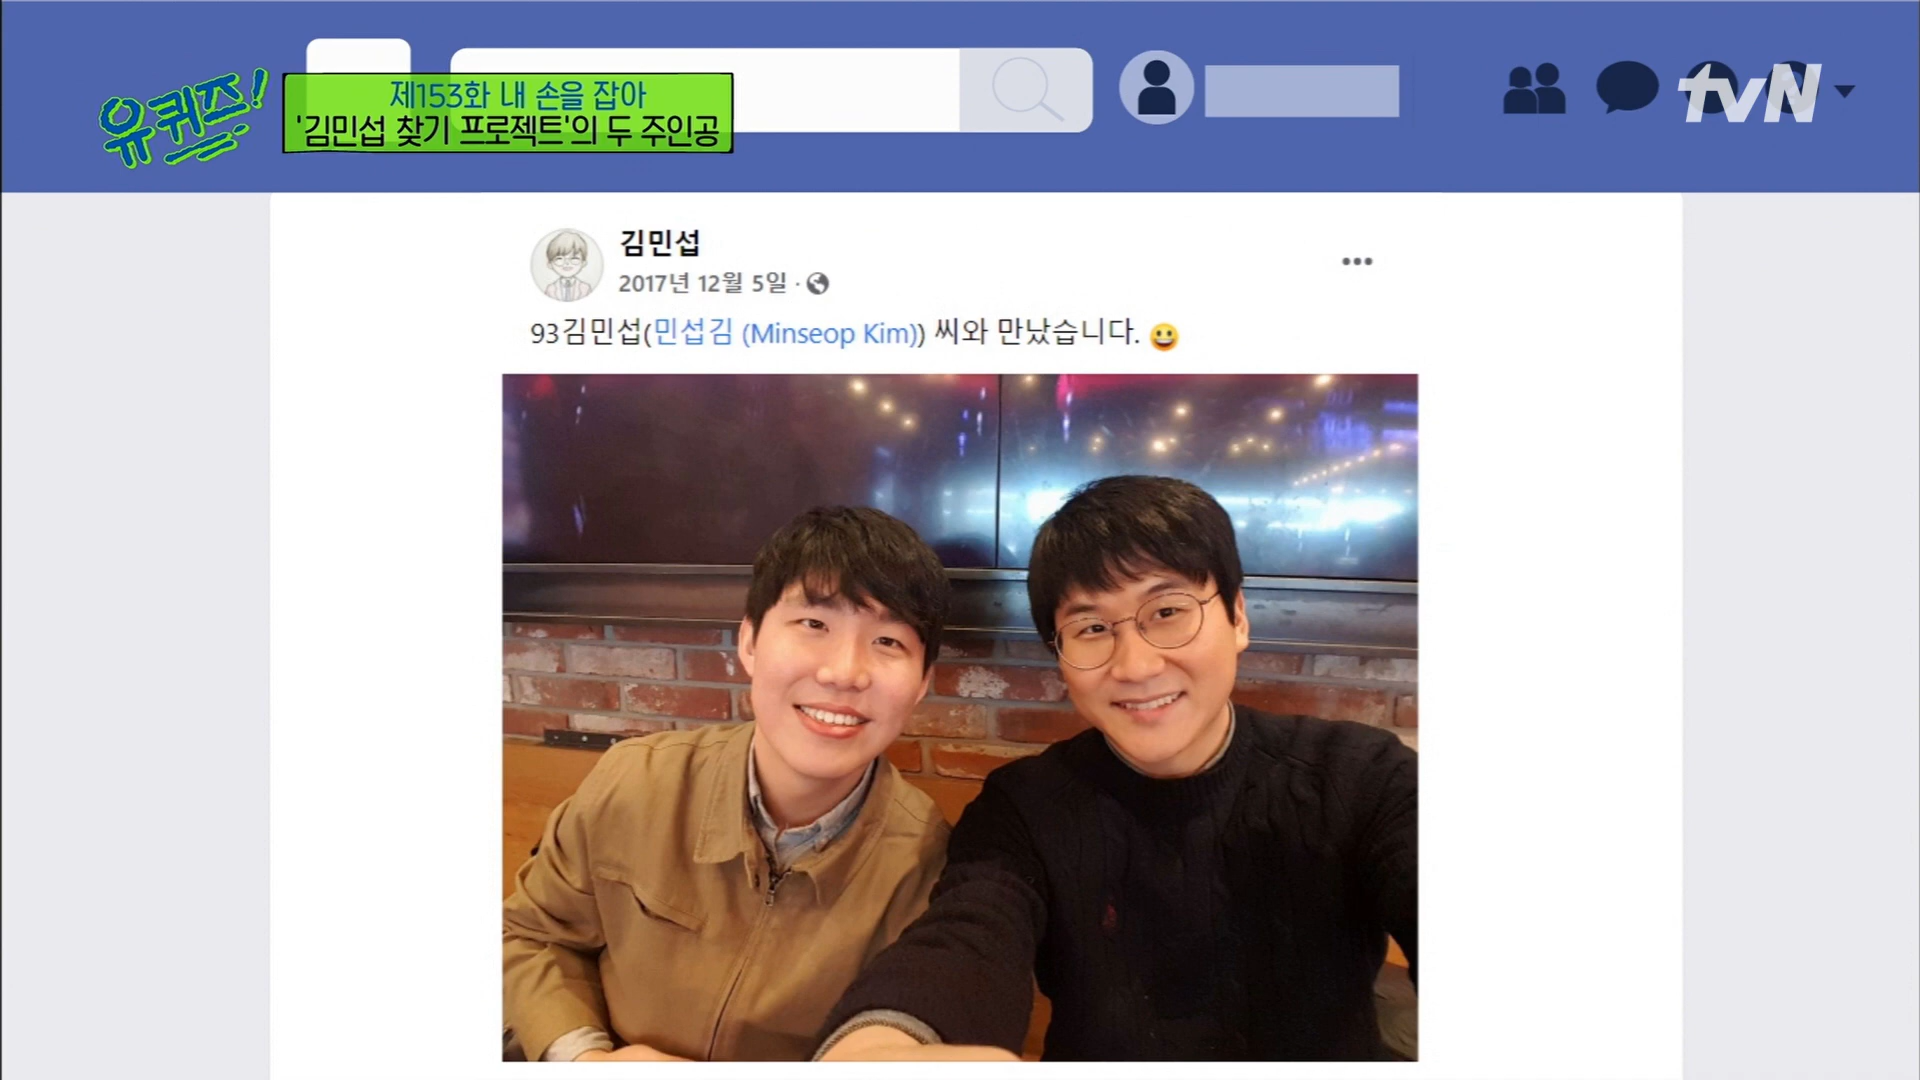 유퀴즈!
제153화 내 손을 잡아
'김민섭 찾기 프로젝트'의 두 주인공
tvN
김민섭
2017년 12월 5일 ·
93김민섭(민섭김 (Minseop Kim)) 씨와 만났습니다. 😀